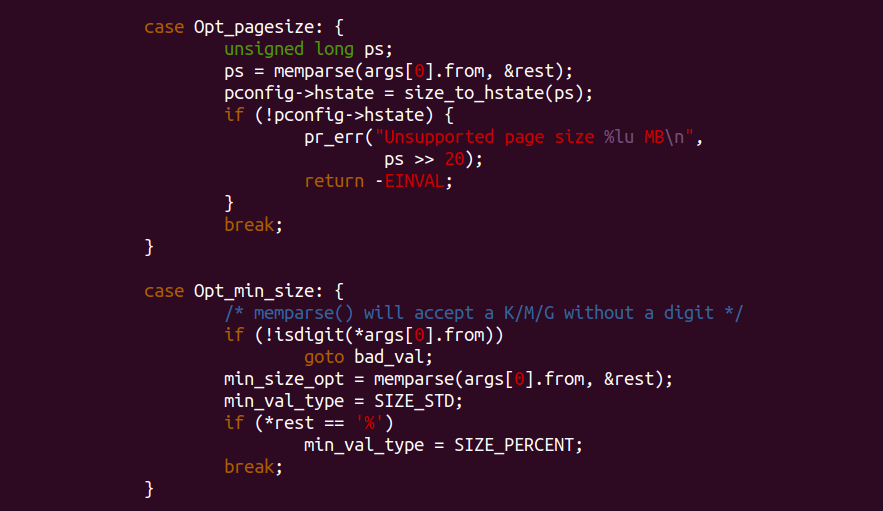 case Opt_pagesize: {
unsigned long ps;
ps = memparse(args[0].from, &rest);
pconfig->hstate = size_to_hstate(ps);
if (!pconfig->hstate) {
pr_err("Unsupported page size %lu MB\n",
ps >> 20);
return -EINVAL;
}
break;
}
case Opt_min_size: {
/* memparse() will accept a K/M/G without a digit */
if (!isdigit(*args[0].from))
goto bad_val;
min_size_opt = memparse(args[0].from, &rest);
min_val_type = SIZE_STD;
if (*rest == '%')
min_val_type = SIZE_PERCENT;
break;
}